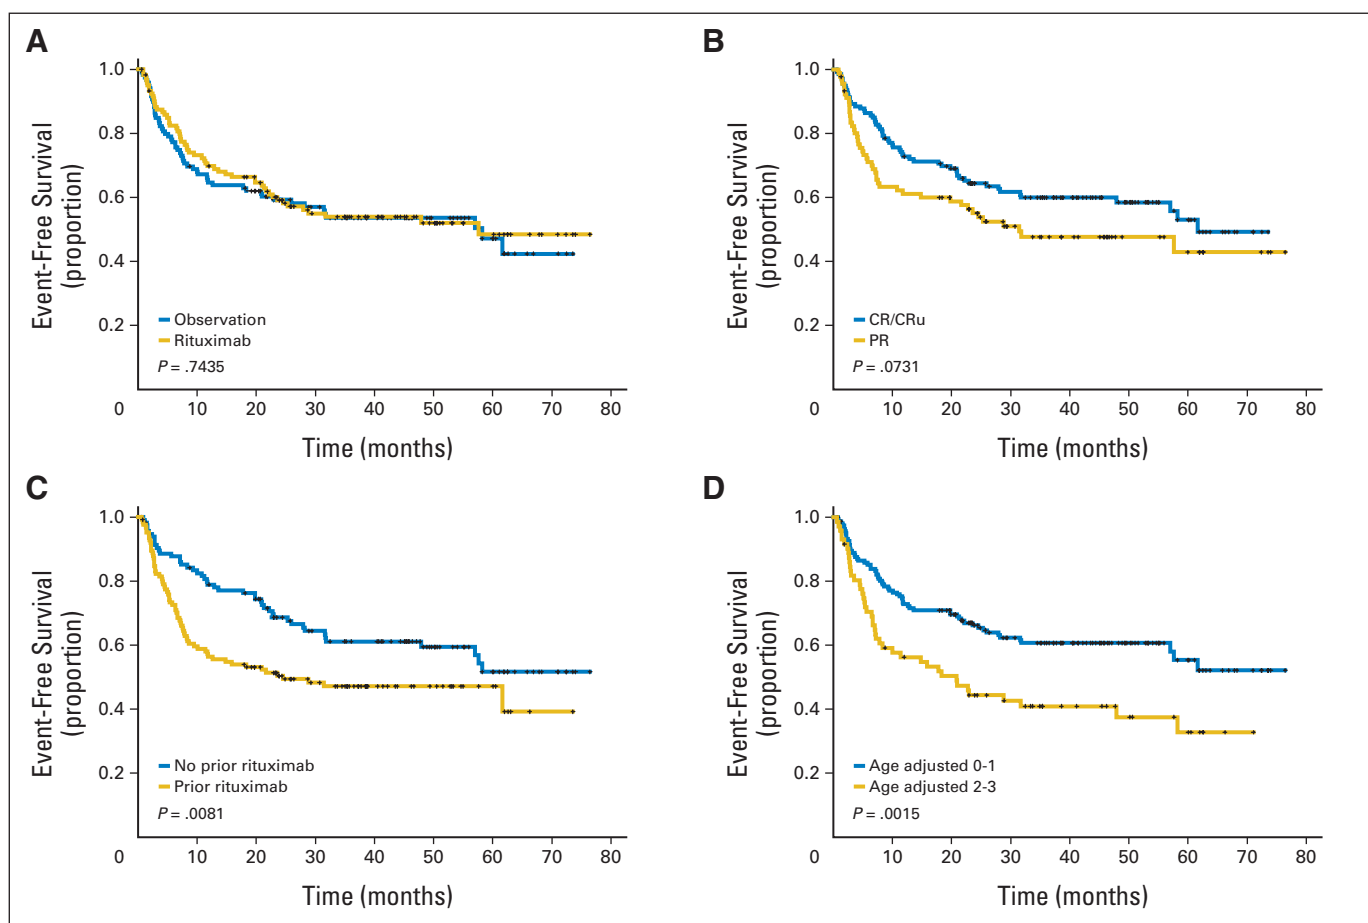 A
Event-Free Survival
(proportion)
1.0
0.8
0.6
0.4
0.2
Observation
Rituximab
P = .7435
0 10 20 30 40 50 60 70 80
Time (months)
B
Event-Free Survival
(proportion)
1.0
0.8
0.6
0.4
0.2
CR/CRu
PR
P = .0731
0 10 20 30 40 50 60 70 80
Time (months)
C
Event-Free Survival
(proportion)
1.0
0.8
0.6
0.4
0.2
No prior rituximab
Prior rituximab
P = .0081
0 10 20 30 40 50 60 70 80
Time (months)
D
Event-Free Survival
(proportion)
1.0
0.8
0.6
0.4
0.2
Age adjusted 0-1
Age adjusted 2-3
P = .0015
0 10 20 30 40 50 60 70 80
Time (months)